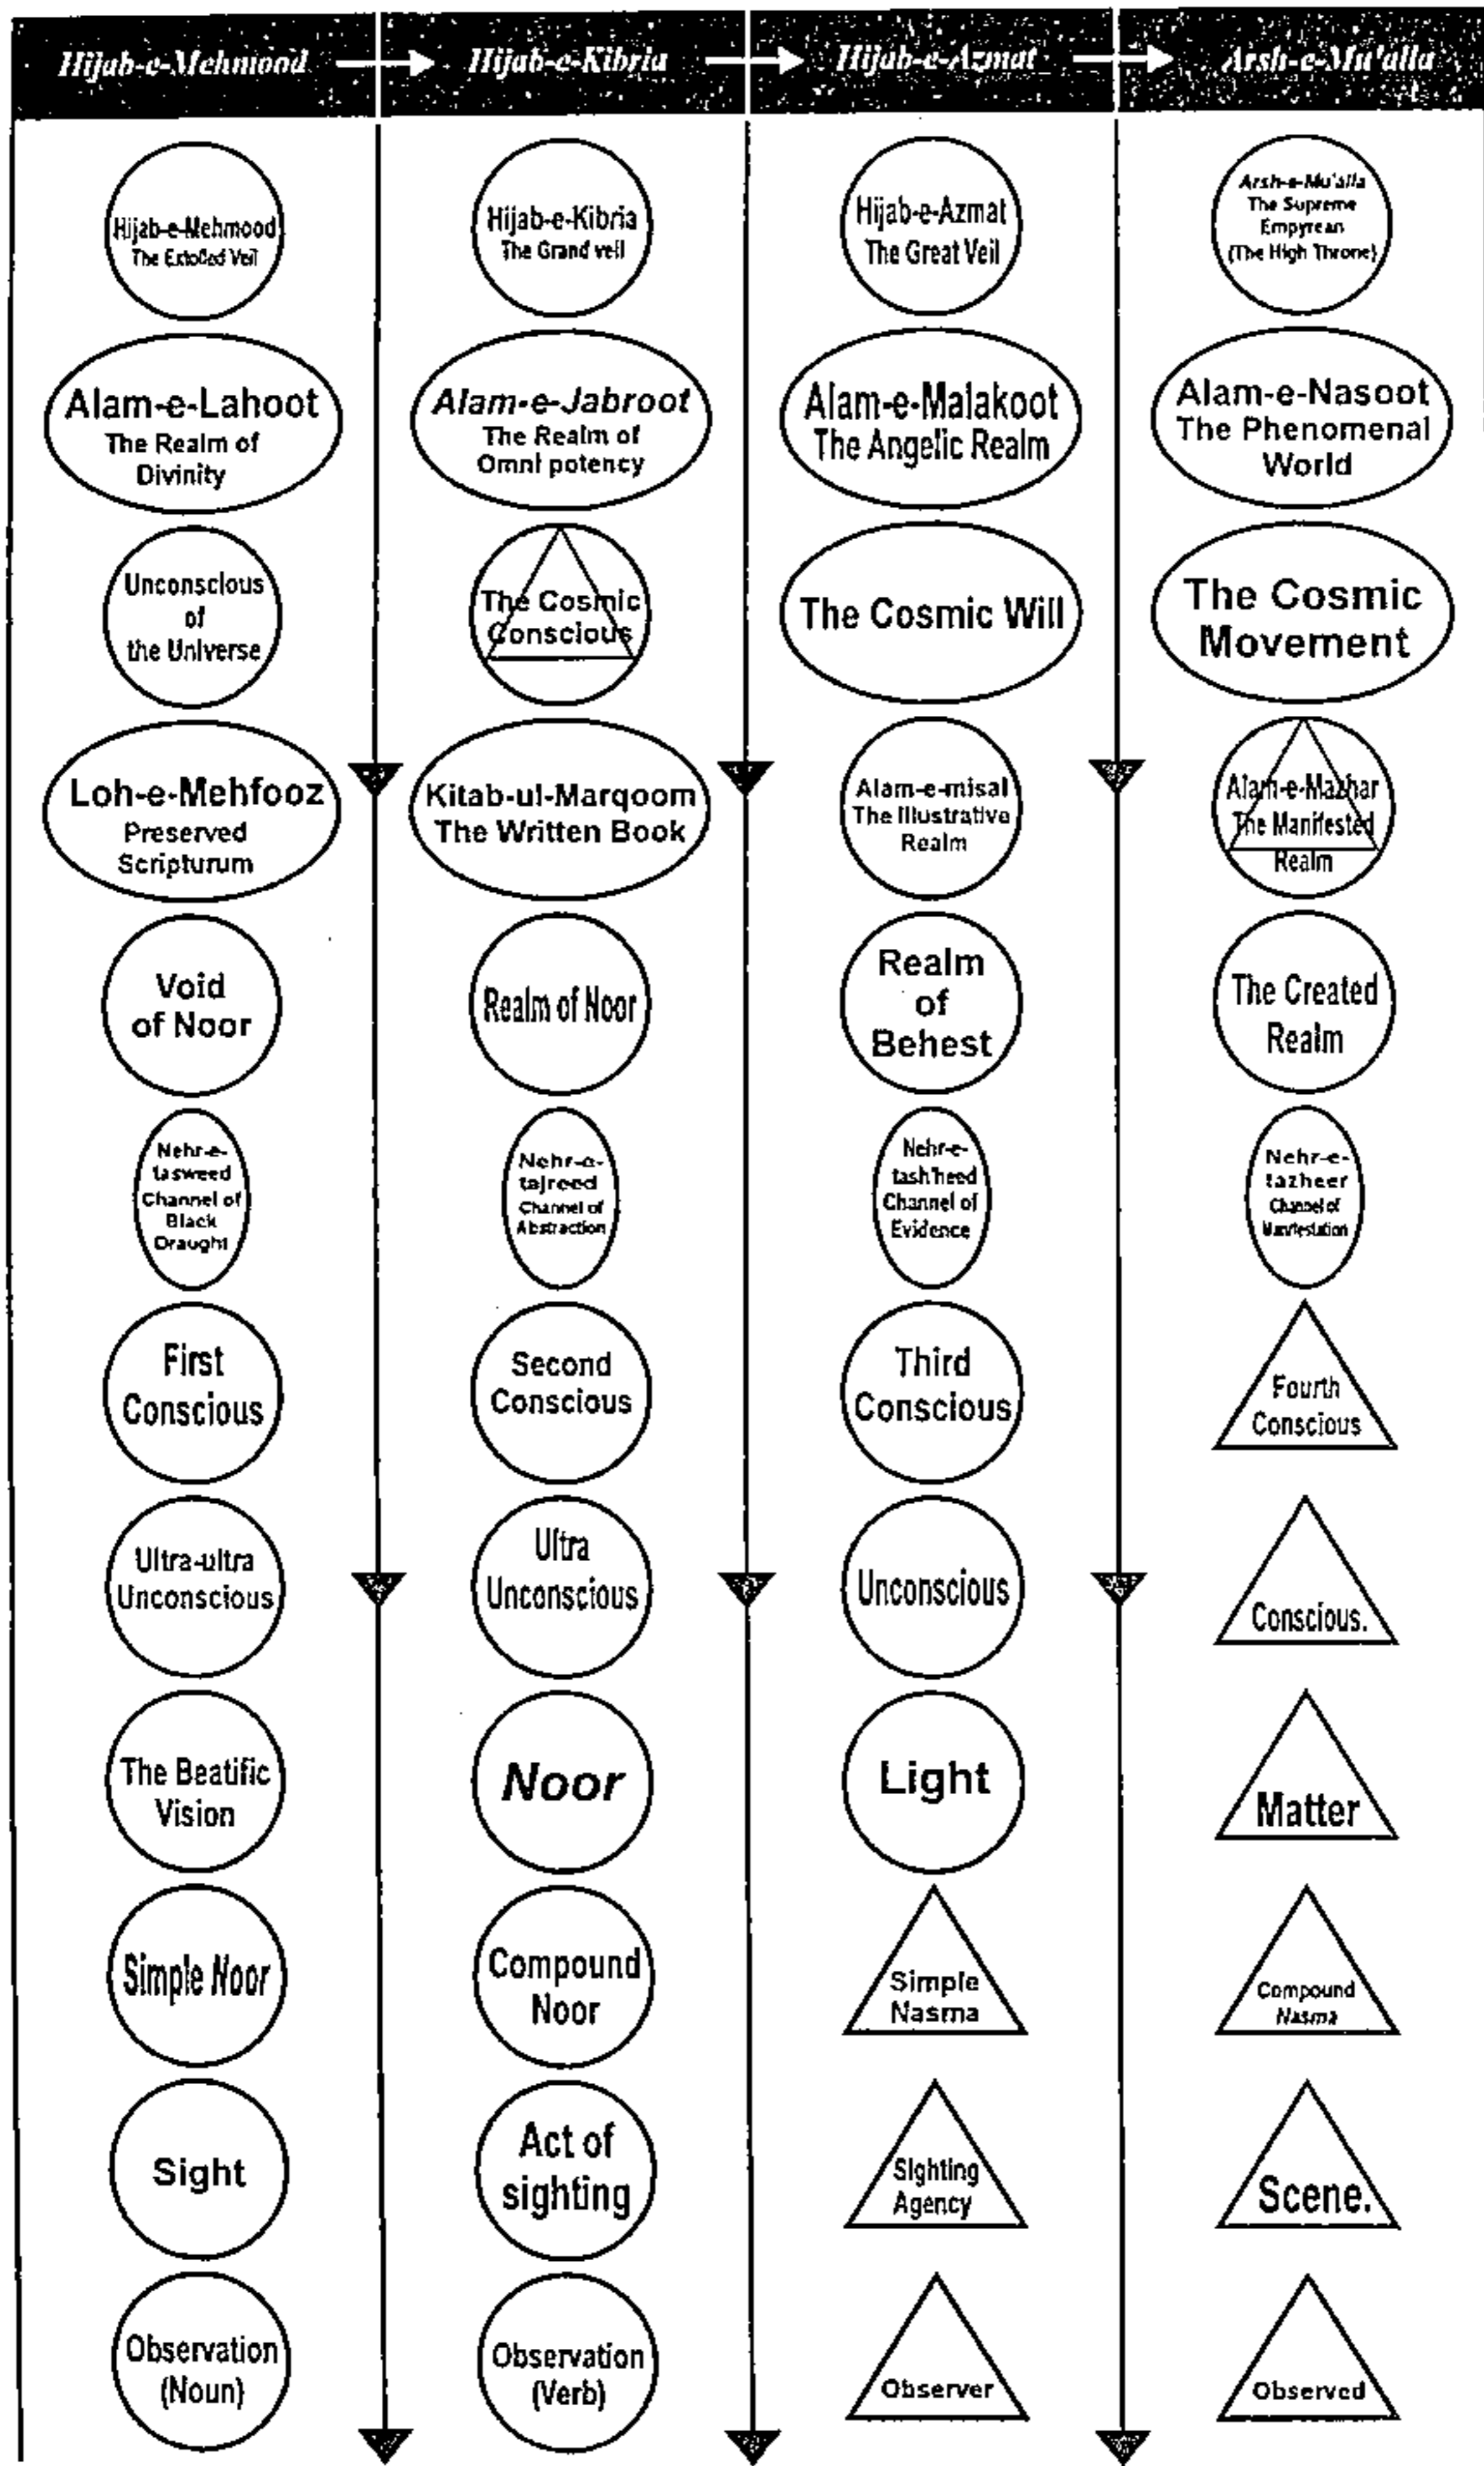 Hijab-e-Mehmood Hijab-e-Kibria Hijab-e-Azmat Arsh-e-Mu'alla
Hijab-e-Mehmood
The Extolled Veil
Hijab-e-Kibria
The Grand veil
Hijab-e-Azmat
The Great Veil
Arsh-e-Mu'alla
The Supreme
Empyrean
(The High Throne)
Alam-e-Lahoot
The Realm of
Divinity
Alam-e-Jabroot
The Realm of
Omni potency
Alam-e-Malakoot
The Angelic Realm
Alam-e-Nasoot
The Phenomenal
World
Unconscious
of
the Universe
The Cosmic
Conscious
The Cosmic Will
The Cosmic
Movement
Loh-e-Mehfooz
Preserved
Scripturum
Kitab-ul-Marqoom
The Written Book
Alam-e-misal
The Illustrative
Realm
Alam-e-Mazhar
The Manifested
Realm
Void
of Noor
Realm of Noor
Realm
of
Behest
The Created
Realm
Nehr-e-
tasweed
Channel of
Black
Draught
Nehr-e-
tajreed
Channel of
Abstraction
Nehr-e-
tash'heed
Channel of
Evidence
Nehr-e-
tazheer
Channel of
Manifestation
First
Conscious
Second
Conscious
Third
Conscious
Fourth
Conscious
Ultra-ultra
Unconscious
Ultra
Unconscious
Unconscious
Conscious.
The Beatific
Vision
Noor
Light
Matter
Simple Noor
Compound
Noor
Simple
Nasma
Compound
Nasma
Sight
Act of
sighting
Sighting
Agency
Scene.
Observation
(Noun)
Observation
(Verb)
Observer
Observed